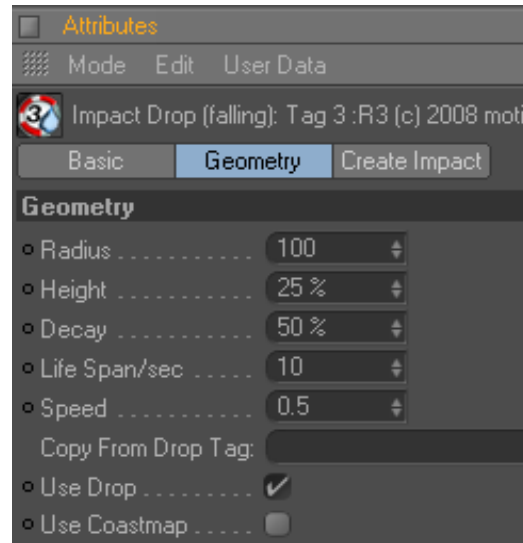 Attributes
Mode Edit User Data
3 Impact Drop (falling): Tag 3 :R3 (c) 2008 moti
Basic Geometry Create Impact
Geometry
Radius . . . . . . . . . . . 100
Height . . . . . . . . . . . 25 %
Decay . . . . . . . . . . . 50 %
Life Span/sec . . . . . 10
Speed . . . . . . . . . . . 0.5
Copy From Drop Tag:
Use Drop . . . . . . . . .
Use Coastmap . . . . .